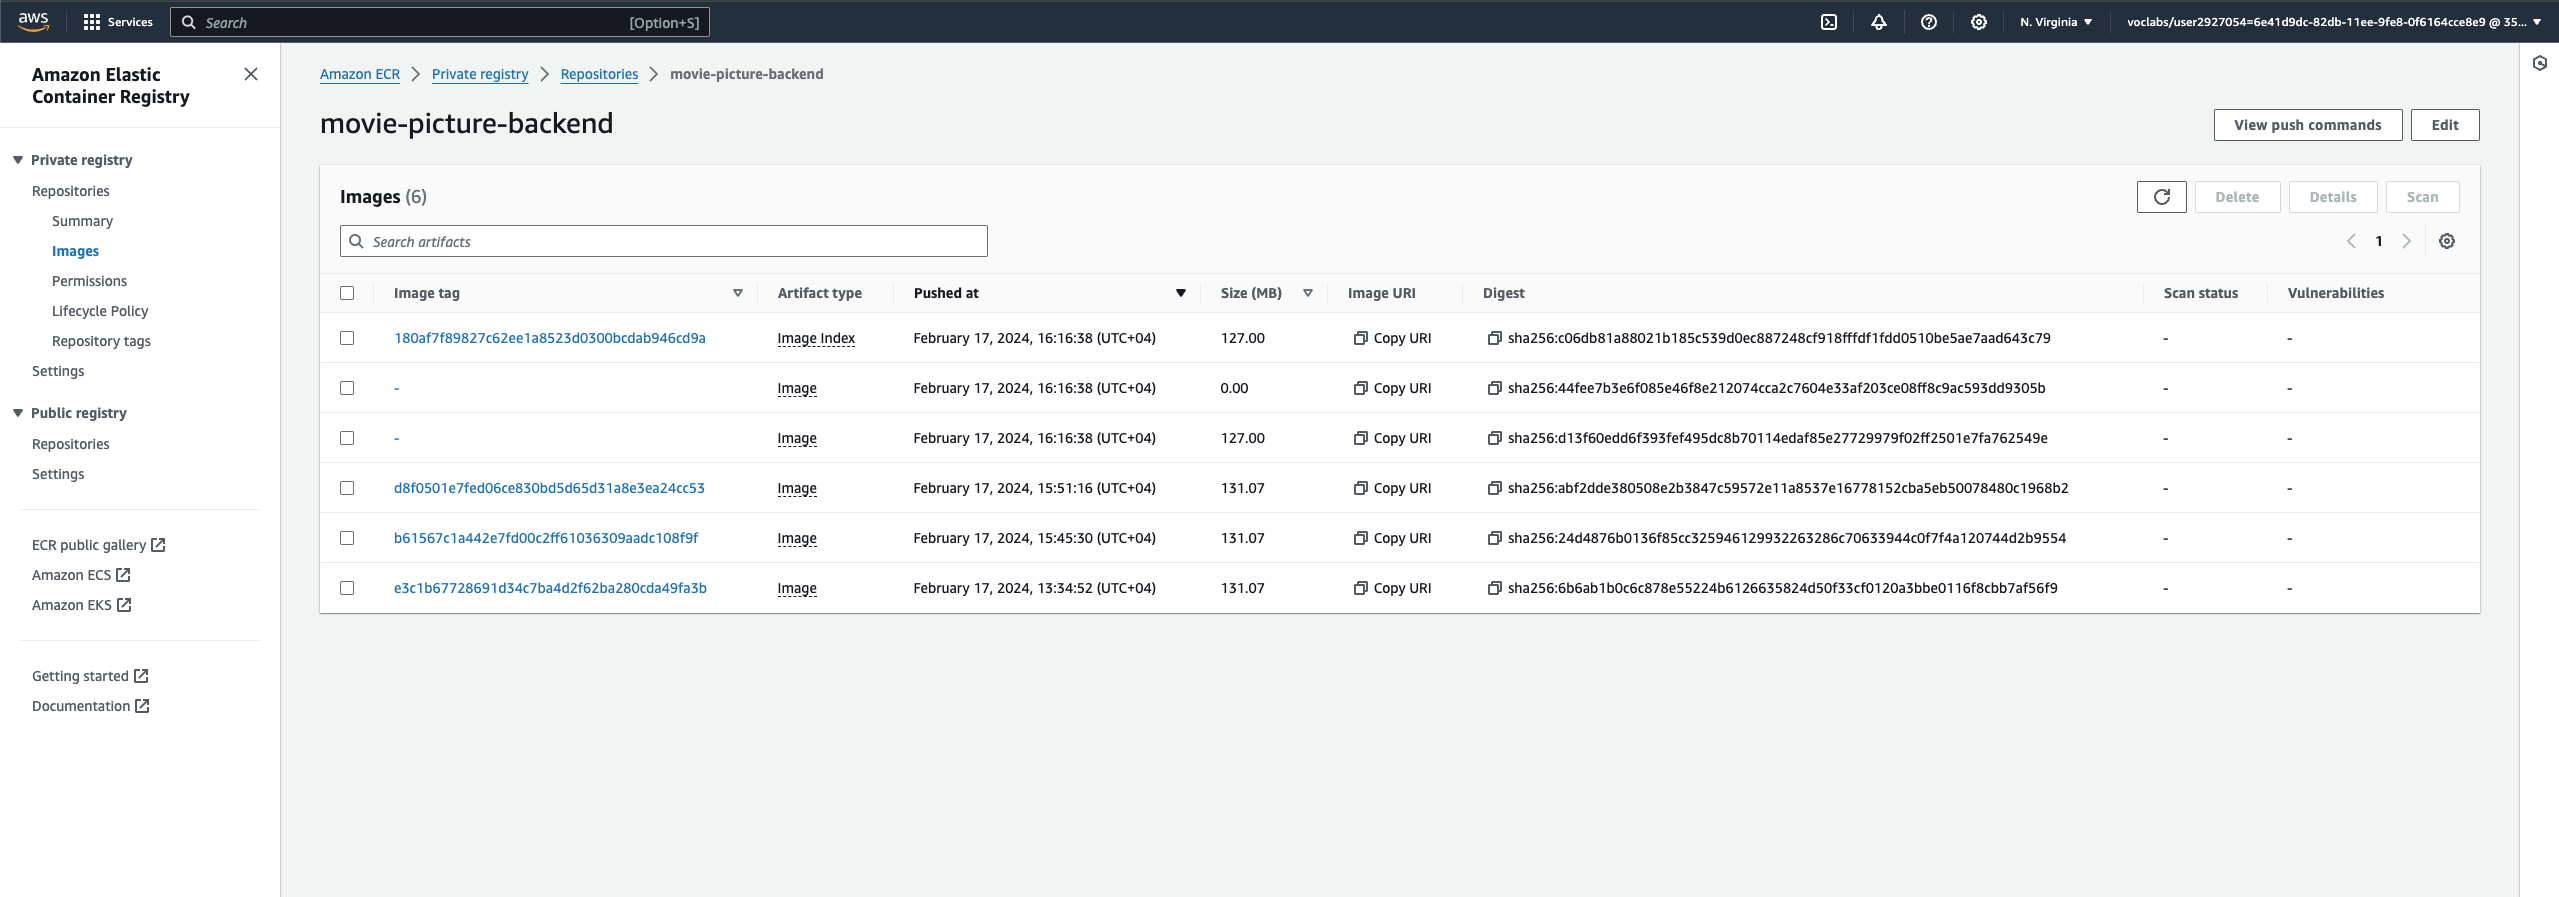 aws
Services
Search
[Option+S]
N. Virginia
voclabs/user2927054=6e41d9dc-82db-11ee-9fe8-0f6164cce8e9 @ 35...
Amazon Elastic
Container Registry
Private registry
Repositories
Summary
Images
Permissions
Lifecycle Policy
Repository tags
Settings
Public registry
Repositories
Settings
ECR public gallery
Amazon ECS
Amazon EKS
Getting started
Documentation
Amazon ECR
Private registry
Repositories
movie-picture-backend
movie-picture-backend
View push commands
Edit
Images (6)
Delete
Details
Scan
Search artifacts
1
Image tag Artifact type Pushed at Size (MB) Image URI Digest Scan status Vulnerabilities
180af7f89827c62ee1a8523d0300bcdab946cd9a Image Index February 17, 2024, 16:16:38 (UTC+04) 127.00 Copy URI sha256:c06db81a88021b185c539d0ec887248cf918fffdf1fdd0510be5ae7aad643c79 - -
- Image February 17, 2024, 16:16:38 (UTC+04) 0.00 Copy URI sha256:44fee7b3e6f085e46f8e212074cca2c7604e33af203ce08ff8c9ac593dd9305b - -
- Image February 17, 2024, 16:16:38 (UTC+04) 127.00 Copy URI sha256:d13f60edd6f393fef495dc8b70114edaf85e27729979f02ff2501e7fa762549e - -
d8f0501e7fed06ce830bd5d65d31a8e3ea24cc53 Image February 17, 2024, 15:51:16 (UTC+04) 131.07 Copy URI sha256:abf2dde380508e2b3847c59572e11a8537e16778152cba5eb50078480c1968b2 - -
b61567c1a442e7fd00c2ff61036309aadc108f9f Image February 17, 2024, 15:45:30 (UTC+04) 131.07 Copy URI sha256:24d4876b0136f85cc325946129932263286c70633944c0f7f4a120744d2b9554 - -
e3c1b67728691d34c7ba4d2f62ba280cda49fa3b Image February 17, 2024, 13:34:52 (UTC+04) 131.07 Copy URI sha256:6b6ab1b0c6c878e55224b6126635824d50f33cf0120a3bbe0116f8cbb7af56f9 - -